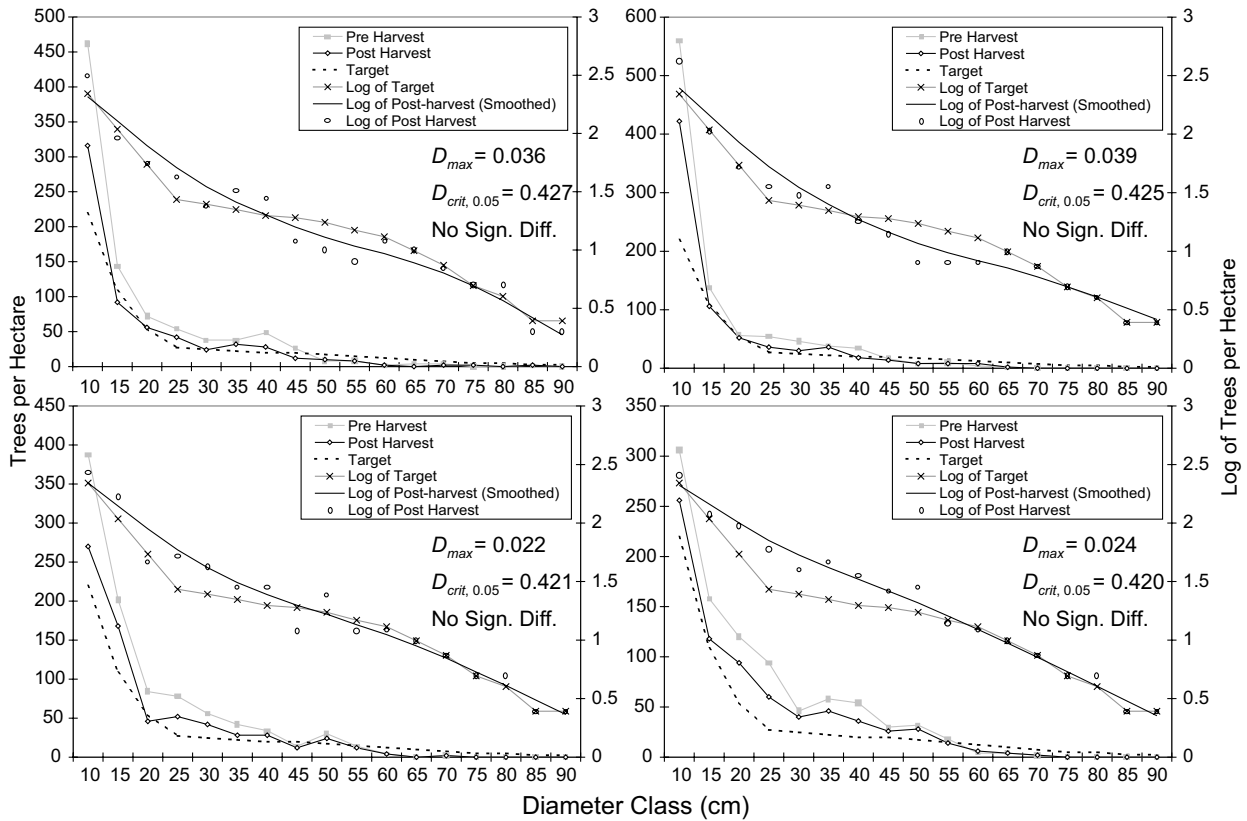 Trees per Hectare
Log of Trees per Hectare
500
450
400
350
300
250
200
150
100
50
0
3
2.5
2
1.5
1
0.5
0
Pre Harvest
Post Harvest
Target
Log of Target
Log of Post-harvest (Smoothed)
Log of Post Harvest
Dmax = 0.036
Dcrit, 0.05 = 0.427
No Sign. Diff.
10 15 20 25 30 35 40 45 50 55 60 65 70 75 80 85 90
600
500
400
300
200
100
0
3
2.5
2
1.5
1
0.5
0
Pre Harvest
Post Harvest
Target
Log of Target
Log of Post-harvest (Smoothed)
Log of Post Harvest
Dmax = 0.039
Dcrit, 0.05 = 0.425
No Sign. Diff.
10 15 20 25 30 35 40 45 50 55 60 65 70 75 80 85 90
450
400
350
300
250
200
150
100
50
0
3
2.5
2
1.5
1
0.5
0
Pre Harvest
Post Harvest
Target
Log of Target
Log of Post-harvest (Smoothed)
Log of Post Harvest
Dmax = 0.022
Dcrit, 0.05 = 0.421
No Sign. Diff.
10 15 20 25 30 35 40 45 50 55 60 65 70 75 80 85 90
350
300
250
200
150
100
50
0
3
2.5
2
1.5
1
0.5
0
Pre Harvest
Post Harvest
Target
Log of Target
Log of Post-harvest (Smoothed)
Log of Post Harvest
Dmax = 0.024
Dcrit, 0.05 = 0.420
No Sign. Diff.
10 15 20 25 30 35 40 45 50 55 60 65 70 75 80 85 90
Diameter Class (cm)